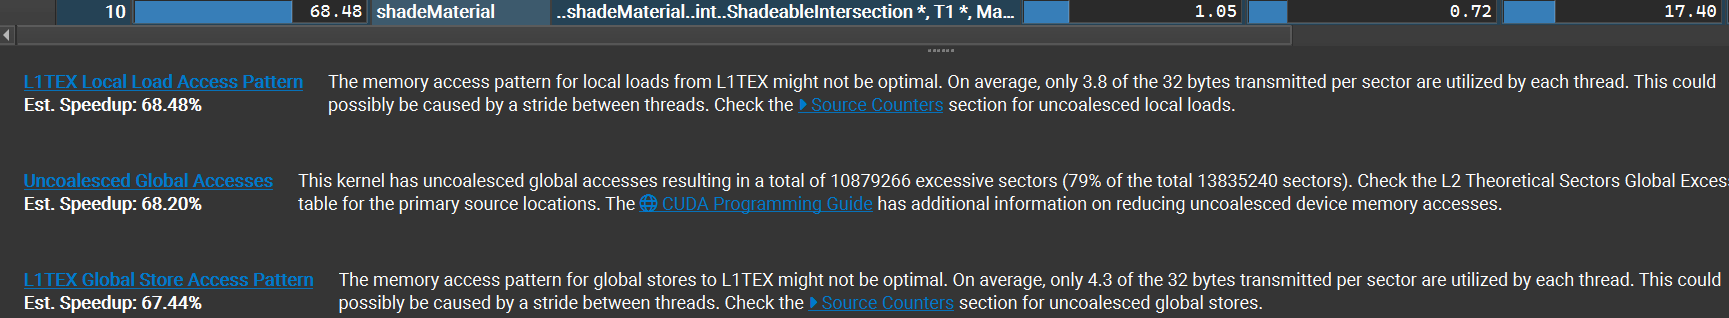 10 68.48 shadeMaterial ..shadeMaterial..int..ShadeableIntersection *, T1 *, Ma... 1.05 0.72 17.40
L1TEX Local Load Access Pattern The memory access pattern for local loads from L1TEX might not be optimal. On average, only 3.8 of the 32 bytes transmitted per sector are utilized by each thread. This could
Est. Speedup: 68.48% possibly be caused by a stride between threads. Check the Source Counters section for uncoalesced local loads.
Uncoalesced Global Accesses This kernel has uncoalesced global accesses resulting in a total of 10879266 excessive sectors (79% of the total 13835240 sectors). Check the L2 Theoretical Sectors Global Exces
Est. Speedup: 68.20% table for the primary source locations. The CUDA Programming Guide has additional information on reducing uncoalesced device memory accesses.
L1TEX Global Store Access Pattern The memory access pattern for global stores to L1TEX might not be optimal. On average, only 4.3 of the 32 bytes transmitted per sector are utilized by each thread. This could
Est. Speedup: 67.44% possibly be caused by a stride between threads. Check the Source Counters section for uncoalesced global stores.